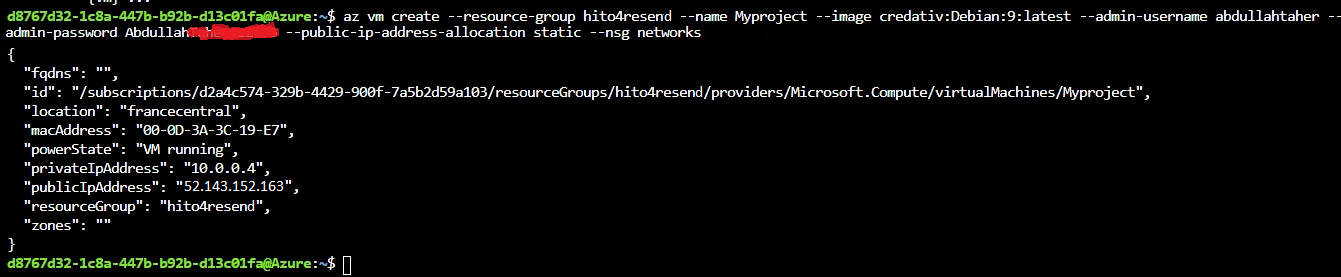 d8767d32-1c8a-447b-b92b-d13c01fa@Azure:~$ az vm create --resource-group hito4resend --name Myproject --image credativ:Debian:9:latest --admin-username abdullahtaher --
admin-password Abdullah --public-ip-address-allocation static --nsg networks
{
  "fqdns": "",
  "id": "/subscriptions/d2a4c574-329b-4429-900f-7a5b2d59a103/resourceGroups/hito4resend/providers/Microsoft.Compute/virtualMachines/Myproject",
  "location": "francecentral",
  "macAddress": "00-0D-3A-3C-19-E7",
  "powerState": "VM running",
  "privateIpAddress": "10.0.0.4",
  "publicIpAddress": "52.143.152.163",
  "resourceGroup": "hito4resend",
  "zones": ""
}
d8767d32-1c8a-447b-b92b-d13c01fa@Azure:~$